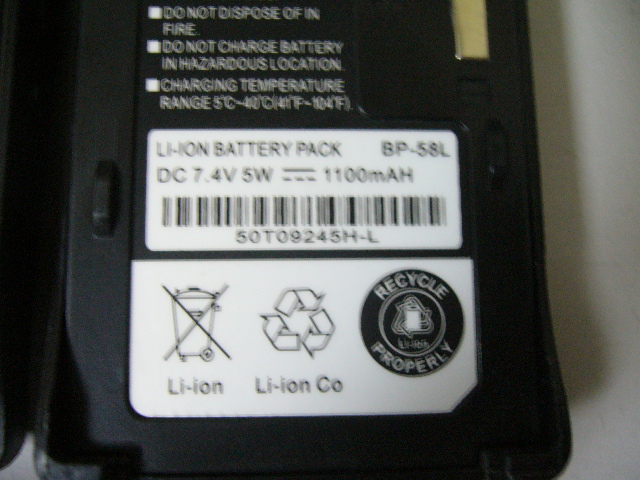 DO NOT DISPOSE OF IN
FIRE.
DO NOT CHARGE BATTERY
IN HAZARDOUS LOCATION.
CHARGING TEMPERATURE
RANGE 5℃~40℃(41℉~104℉).
LI-ION BATTERY PACK BP-58L
DC 7.4V 5W 1100mAH
50T09245H-L
Li-ion
Li-ion Co
RECYCLE
Li-ion
PROPERLY